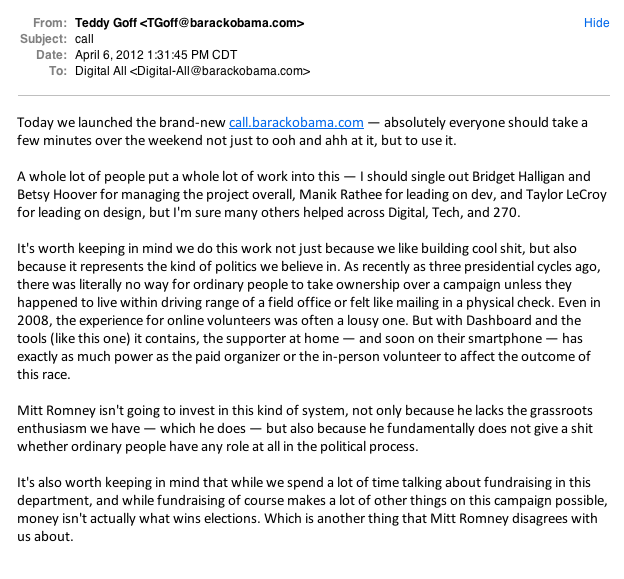 From: Teddy Goff <TGoff@barackobama.com> Hide
Subject: call
Date: April 6, 2012 1:31:45 PM CDT
To: Digital All <Digital-All@barackobama.com>
Today we launched the brand-new call.barackobama.com — absolutely everyone should take a
few minutes over the weekend not just to ooh and ahh at it, but to use it.
A whole lot of people put a whole lot of work into this — I should single out Bridget Halligan and
Betsy Hoover for managing the project overall, Manik Rathee for leading on dev, and Taylor LeCroy
for leading on design, but I'm sure many others helped across Digital, Tech, and 270.
It's worth keeping in mind we do this work not just because we like building cool shit, but also
because it represents the kind of politics we believe in. As recently as three presidential cycles ago,
there was literally no way for ordinary people to take ownership over a campaign unless they
happened to live within driving range of a field office or felt like mailing in a physical check. Even in
2008, the experience for online volunteers was often a lousy one. But with Dashboard and the
tools (like this one) it contains, the supporter at home — and soon on their smartphone — has
exactly as much power as the paid organizer or the in-person volunteer to affect the outcome of
this race.
Mitt Romney isn't going to invest in this kind of system, not only because he lacks the grassroots
enthusiasm we have — which he does — but also because he fundamentally does not give a shit
whether ordinary people have any role at all in the political process.
It's also worth keeping in mind that while we spend a lot of time talking about fundraising in this
department, and while fundraising of course makes a lot of other things on this campaign possible,
money isn't actually what wins elections. Which is another thing that Mitt Romney disagrees with
us about.